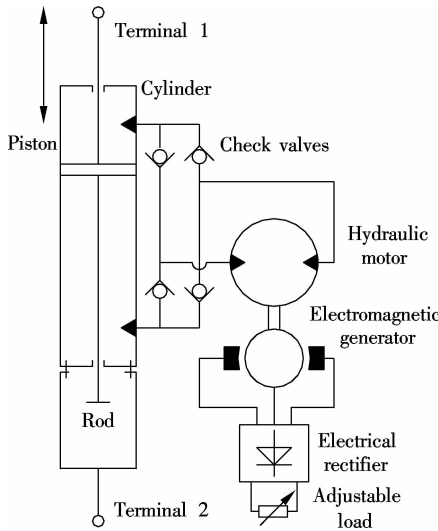 Terminal 1
Cylinder
Piston
Check valves
Hydraulic
motor
Electromagnetic
generator
Rod
Electrical
rectifier
Adjustable
load
Terminal 2